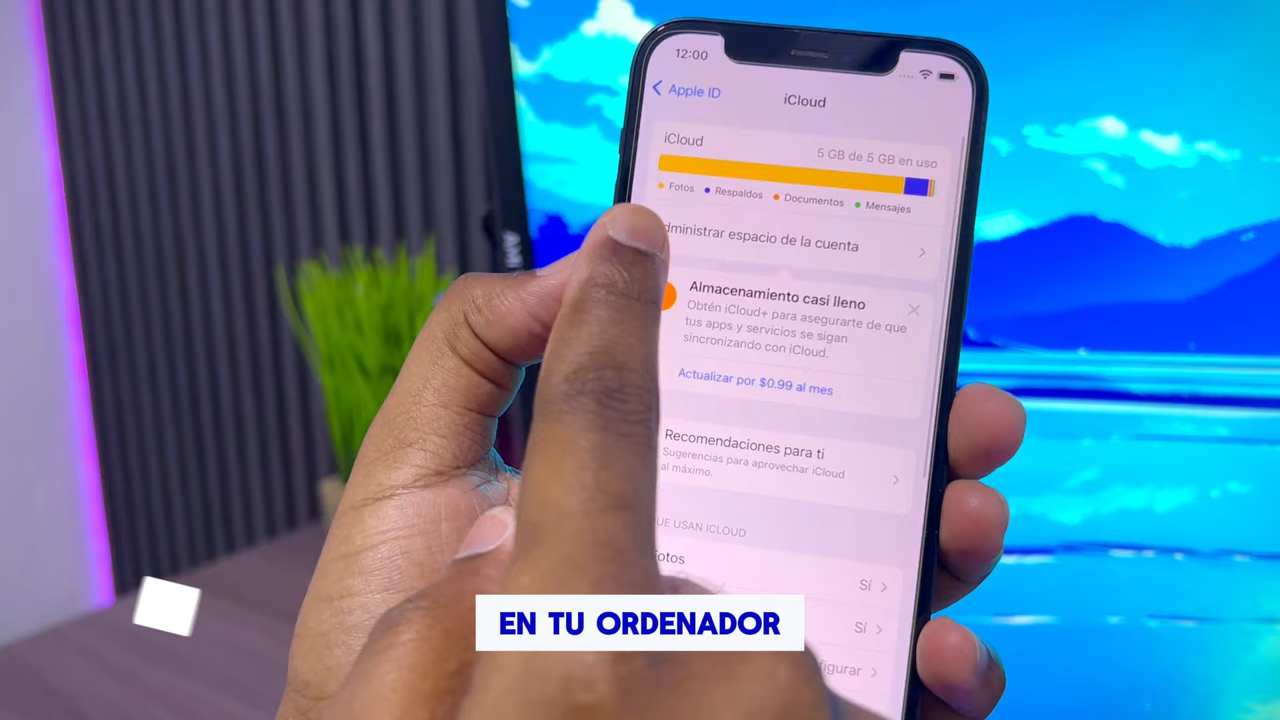 12:00
Apple ID
iCloud
iCloud
5 GB de 5 GB en uso
Fotos Respaldos Documentos Mensajes
dministrar espacio de la cuenta
Almacenamiento casi lleno
Obtén iCloud+ para asegurarte de que
tus apps y servicios se sigan
sincronizando con iCloud.
Actualizar por $0.99 al mes
Recomendaciones para ti
Sugerencias para aprovechar iCloud
al máximo.
UE USAN ICLOUD
otos
Sí
Sí
figurar
EN TU ORDENADOR